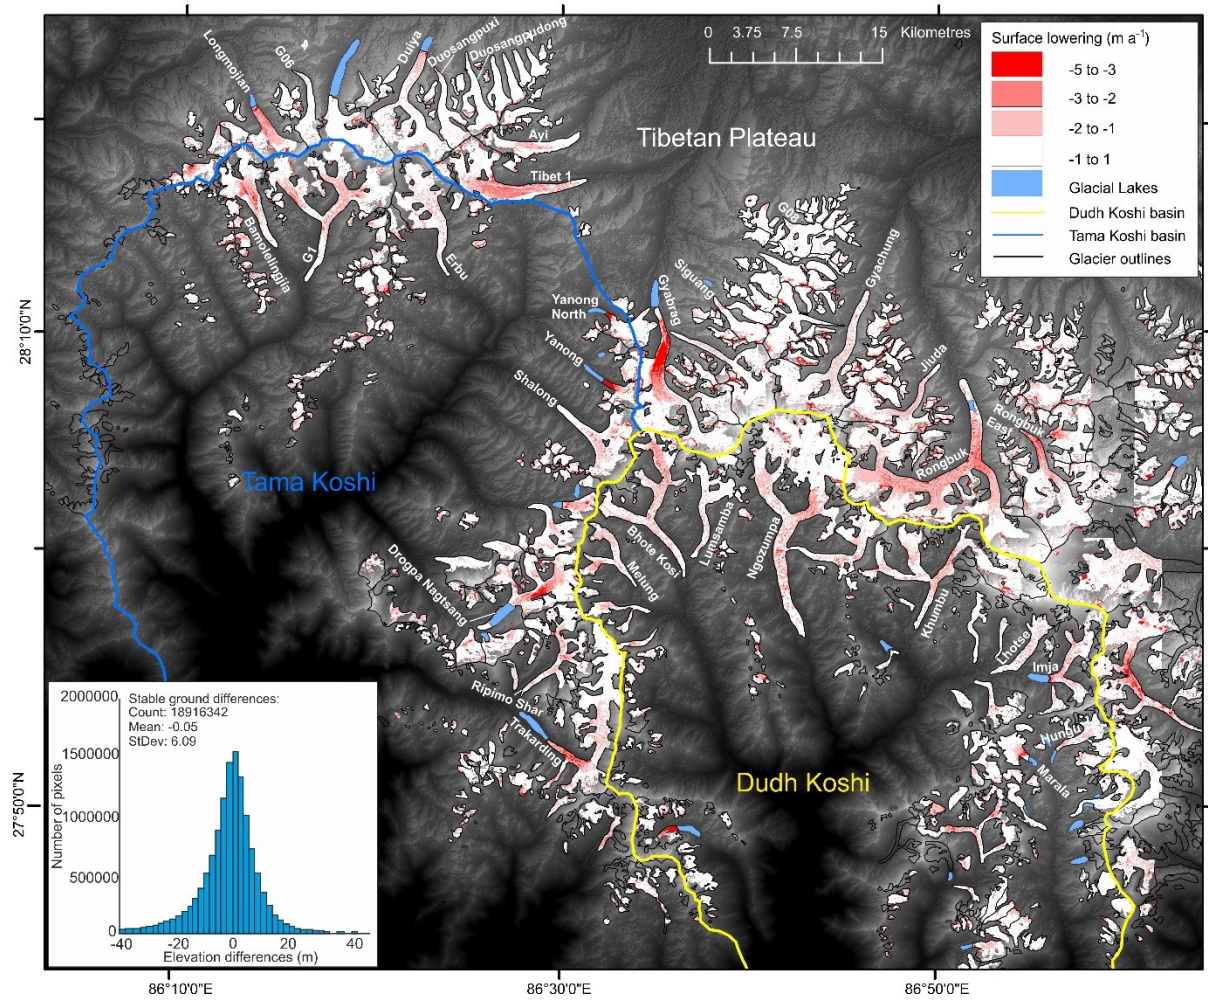 Longmojian
G06
Duiya
Duosangpuxi
Duosangpudong
0 3.75 7.5 15 Kilometres
Surface lowering (m a⁻¹)
-5 to -3
-3 to -2
-2 to -1
-1 to 1
Glacial Lakes
Dudh Koshi basin
Tama Koshi basin
Glacier outlines
Tibetan Plateau
Ayi
Tibet 1
Bamolelingjia
G1
Erbu
G08
Gyachung
Siguang
Gyabrag
Yanong
North
Yanong
Jiuda
Shalong
Rongbuk
East
Rongbuk
Tama Koshi
Bhote Kosi
Lumsamba
Ngozumpa
Melung
Drogpa Nagtsang
Khumbu
Lhotse
Imja
Ripimo Shar
Trakarding
Hungu
Marala
Dudh Koshi
28°10'0"N
27°50'0"N
86°10'0"E
86°30'0"E
86°50'0"E
Stable ground differences:
Count: 18916342
Mean: -0.05
StDev: 6.09
2000000
1500000
1000000
500000
0
Number of pixels
-40 -20 0 20 40
Elevation differences (m)